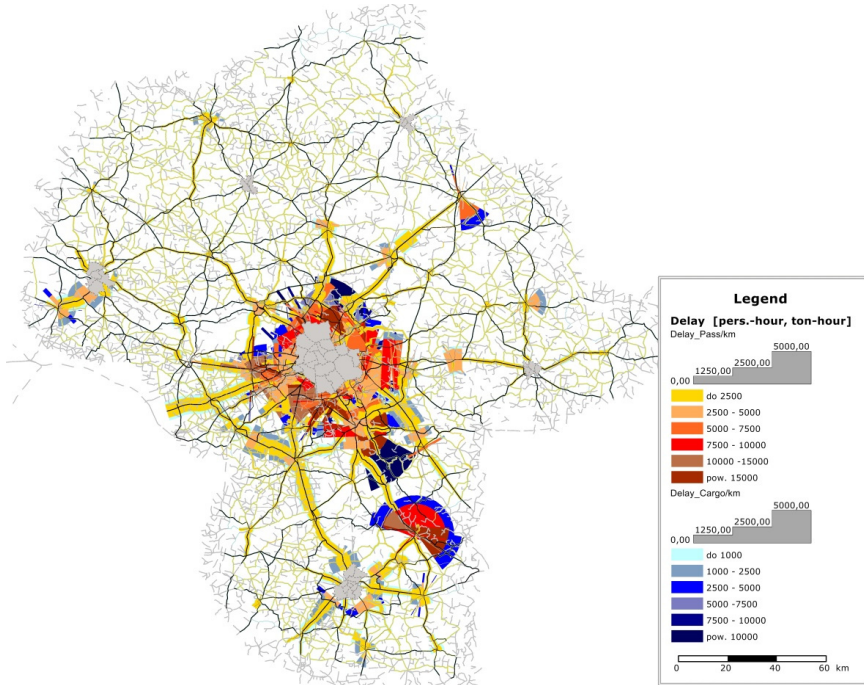 Legend
Delay [pers.-hour, ton-hour]
Delay_Pass/km
5000,00
2500,00
1250,00
0,00
do 2500
2500 - 5000
5000 - 7500
7500 - 10000
10000 -15000
pow. 15000
Delay_Cargo/km
5000,00
2500,00
1250,00
0,00
do 1000
1000 - 2500
2500 - 5000
5000 -7500
7500 - 10000
pow. 10000
0 20 40 60 km